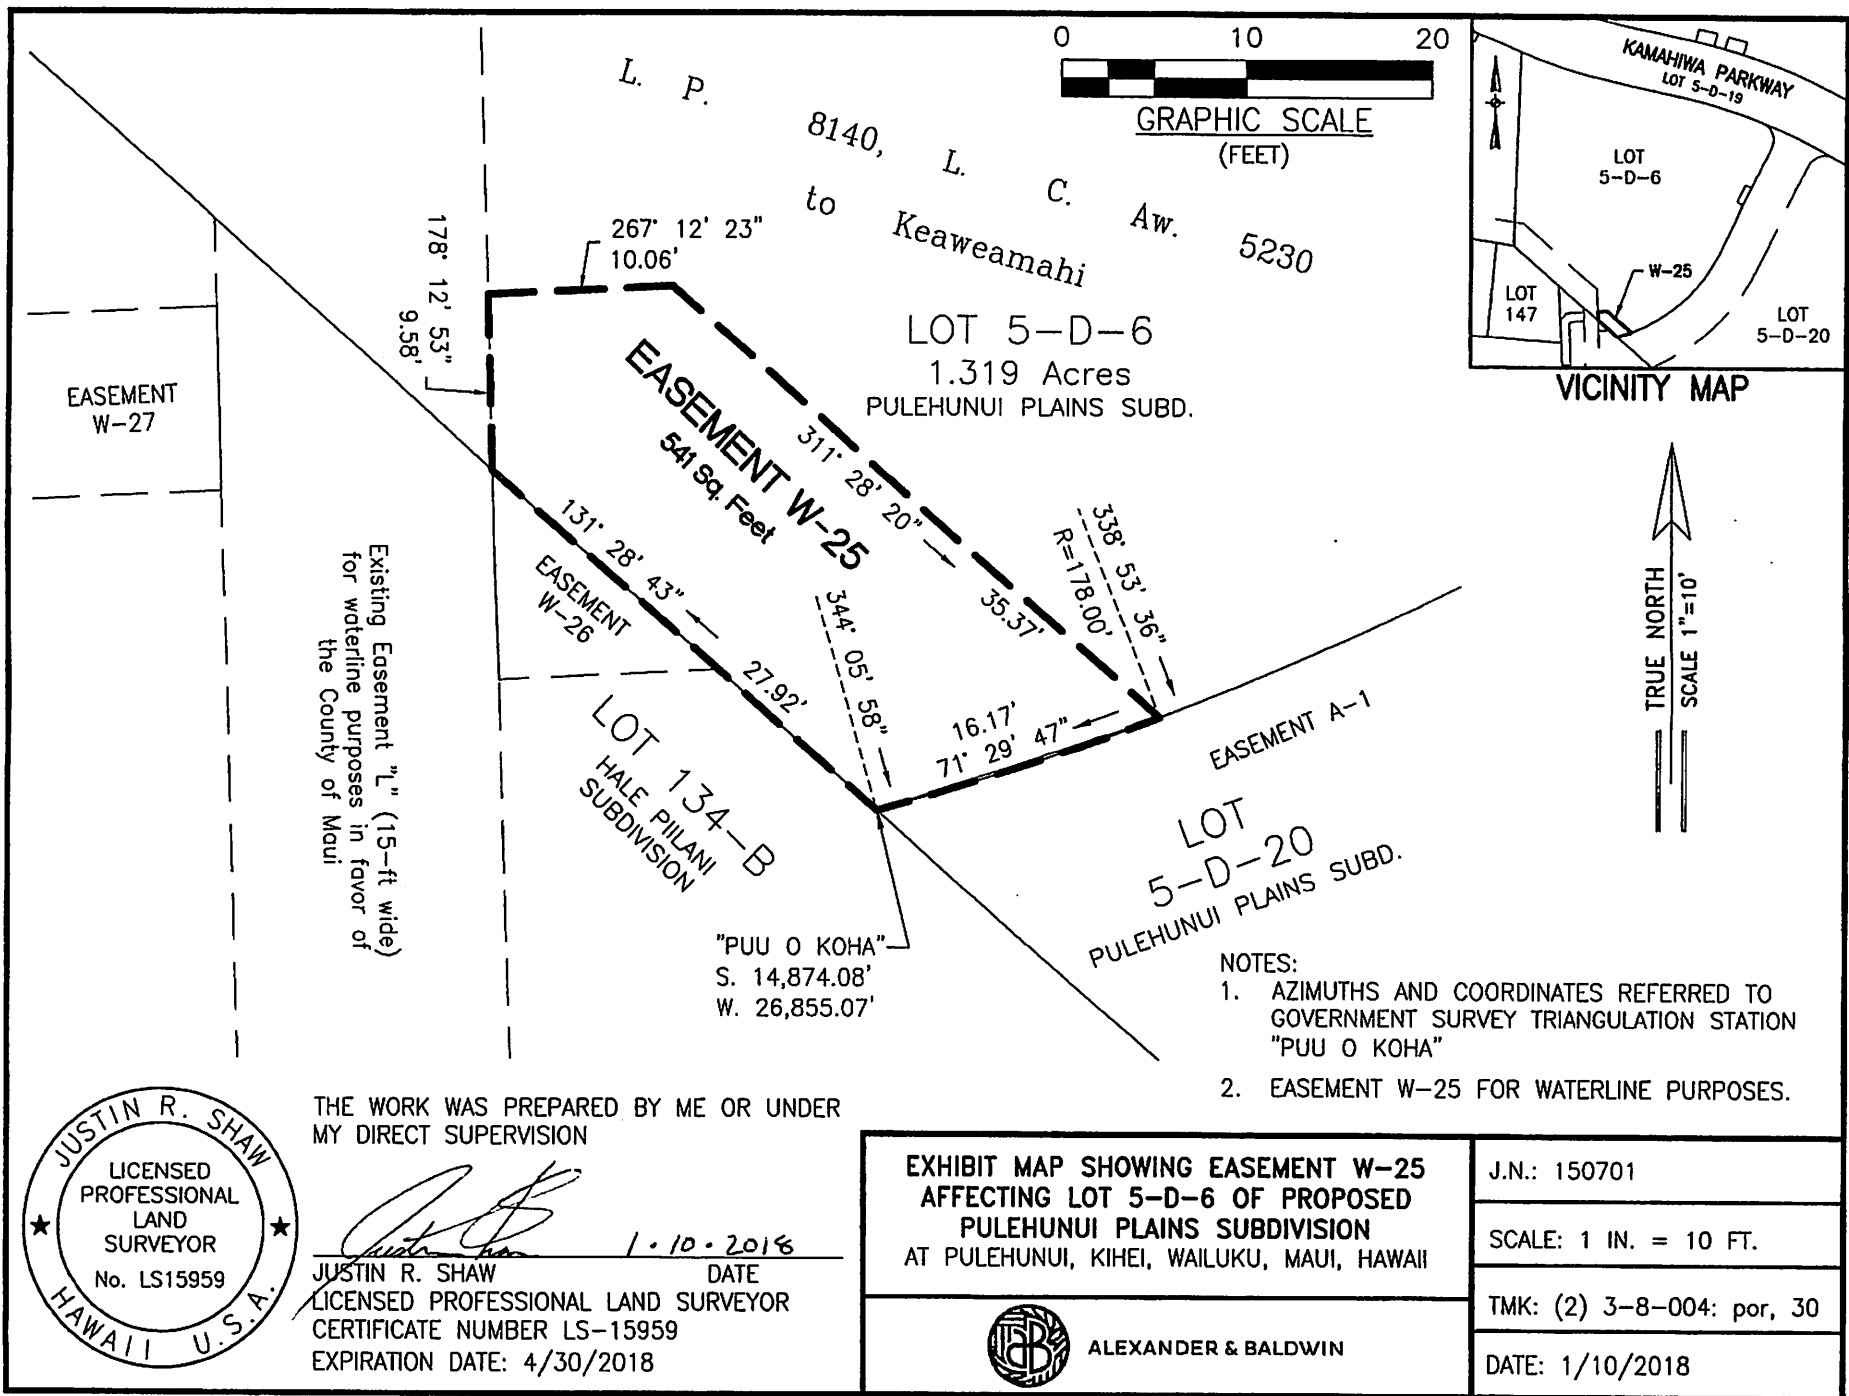 0 10 20
GRAPHIC SCALE
(FEET)
L. P. 8140, L. C. Aw. 5230
to Keaweamahi
LOT 5-D-6
1.319 Acres
PULEHUNUI PLAINS SUBD.
KAMAHIWA PARKWAY
LOT 5-D-19
LOT
5-D-6
W-25
LOT
147
LOT
5-D-20
VICINITY MAP
267° 12' 23"
10.06'
178° 12' 53"
9.58'
EASEMENT
W-27
EASEMENT W-25
541 Sq. Feet
311° 28' 20"
35.37'
338° 53' 36"
R=178.00'
131° 28' 43"
27.92'
EASEMENT
W-26
344° 05' 58"
16.17'
71° 29' 47"
EASEMENT A-1
Existing Easement "L" (15-ft wide)
for waterline purposes in favor of
the County of Maui
LOT 134-B
HALE PIILANI
SUBDIVISION
LOT
5-D-20
PULEHUNUI PLAINS SUBD.
TRUE NORTH
SCALE 1"=10'
"PUU O KOHA"
S. 14,874.08'
W. 26,855.07'
NOTES:
1. AZIMUTHS AND COORDINATES REFERRED TO
GOVERNMENT SURVEY TRIANGULATION STATION
"PUU O KOHA"
2. EASEMENT W-25 FOR WATERLINE PURPOSES.
JUSTIN R. SHAW
LICENSED
PROFESSIONAL
LAND
SURVEYOR
No. LS15959
HAWAII U.S.A.
THE WORK WAS PREPARED BY ME OR UNDER
MY DIRECT SUPERVISION
1·10·2018
JUSTIN R. SHAW DATE
LICENSED PROFESSIONAL LAND SURVEYOR
CERTIFICATE NUMBER LS-15959
EXPIRATION DATE: 4/30/2018
EXHIBIT MAP SHOWING EASEMENT W-25
AFFECTING LOT 5-D-6 OF PROPOSED
PULEHUNUI PLAINS SUBDIVISION
AT PULEHUNUI, KIHEI, WAILUKU, MAUI, HAWAII
ALEXANDER & BALDWIN
J.N.: 150701
SCALE: 1 IN. = 10 FT.
TMK: (2) 3-8-004: por, 30
DATE: 1/10/2018